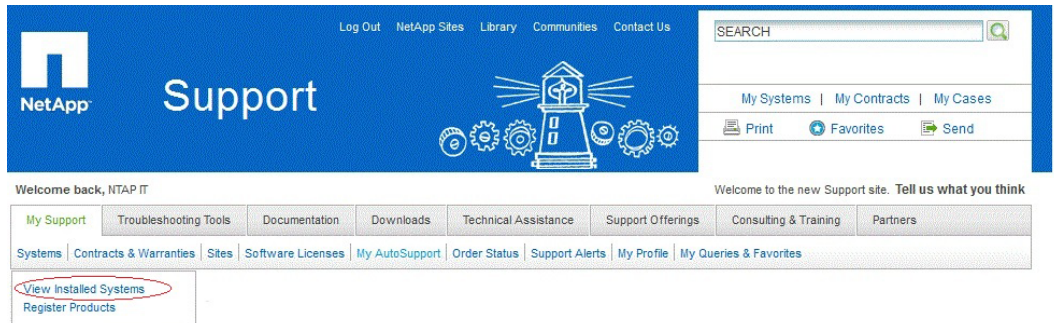 Log Out NetApp Sites Library Communities Contact Us
SEARCH
NetApp
Support
My Systems | My Contracts | My Cases
Print Favorites Send
Welcome back, NTAP IT
Welcome to the new Support site. Tell us what you think
My Support Troubleshooting Tools Documentation Downloads Technical Assistance Support Offerings Consulting & Training Partners
Systems | Contracts & Warranties | Sites | Software Licenses | My AutoSupport | Order Status | Support Alerts | My Profile | My Queries & Favorites
View Installed Systems
Register Products